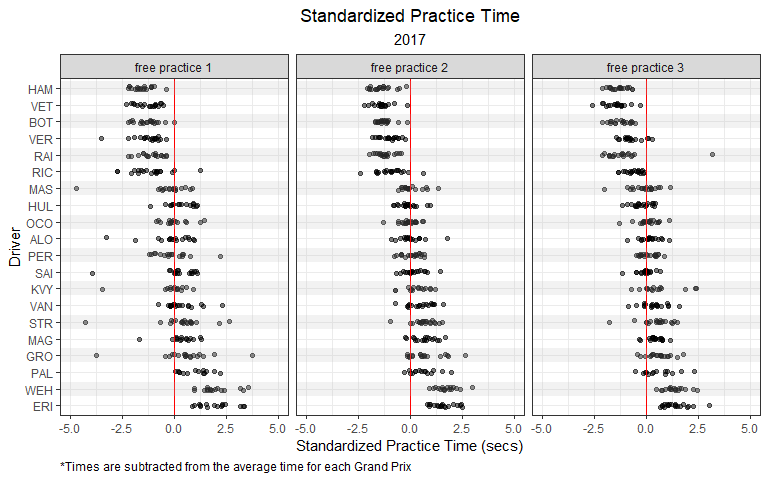 Standardized Practice Time
2017
free practice 1 free practice 2 free practice 3
Driver
HAM
VET
BOT
VER
RAI
RIC
MAS
HUL
OCO
ALO
PER
SAI
KVY
VAN
STR
MAG
GRO
PAL
WEH
ERI
-5.0 -2.5 0.0 2.5 5.0 -5.0 -2.5 0.0 2.5 5.0 -5.0 -2.5 0.0 2.5 5.0
Standardized Practice Time (secs)
*Times are subtracted from the average time for each Grand Prix